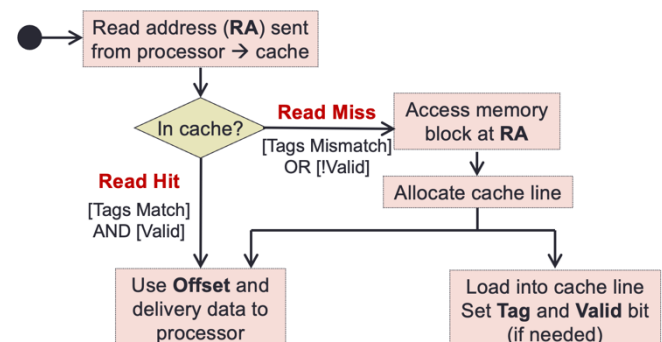 Read address (RA) sent
from processor → cache
In cache?
Read Miss
[Tags Mismatch]
OR [!Valid]
Access memory
block at RA
Read Hit
[Tags Match]
AND [Valid]
Allocate cache line
Use Offset and
delivery data to
processor
Load into cache line
Set Tag and Valid bit
(if needed)